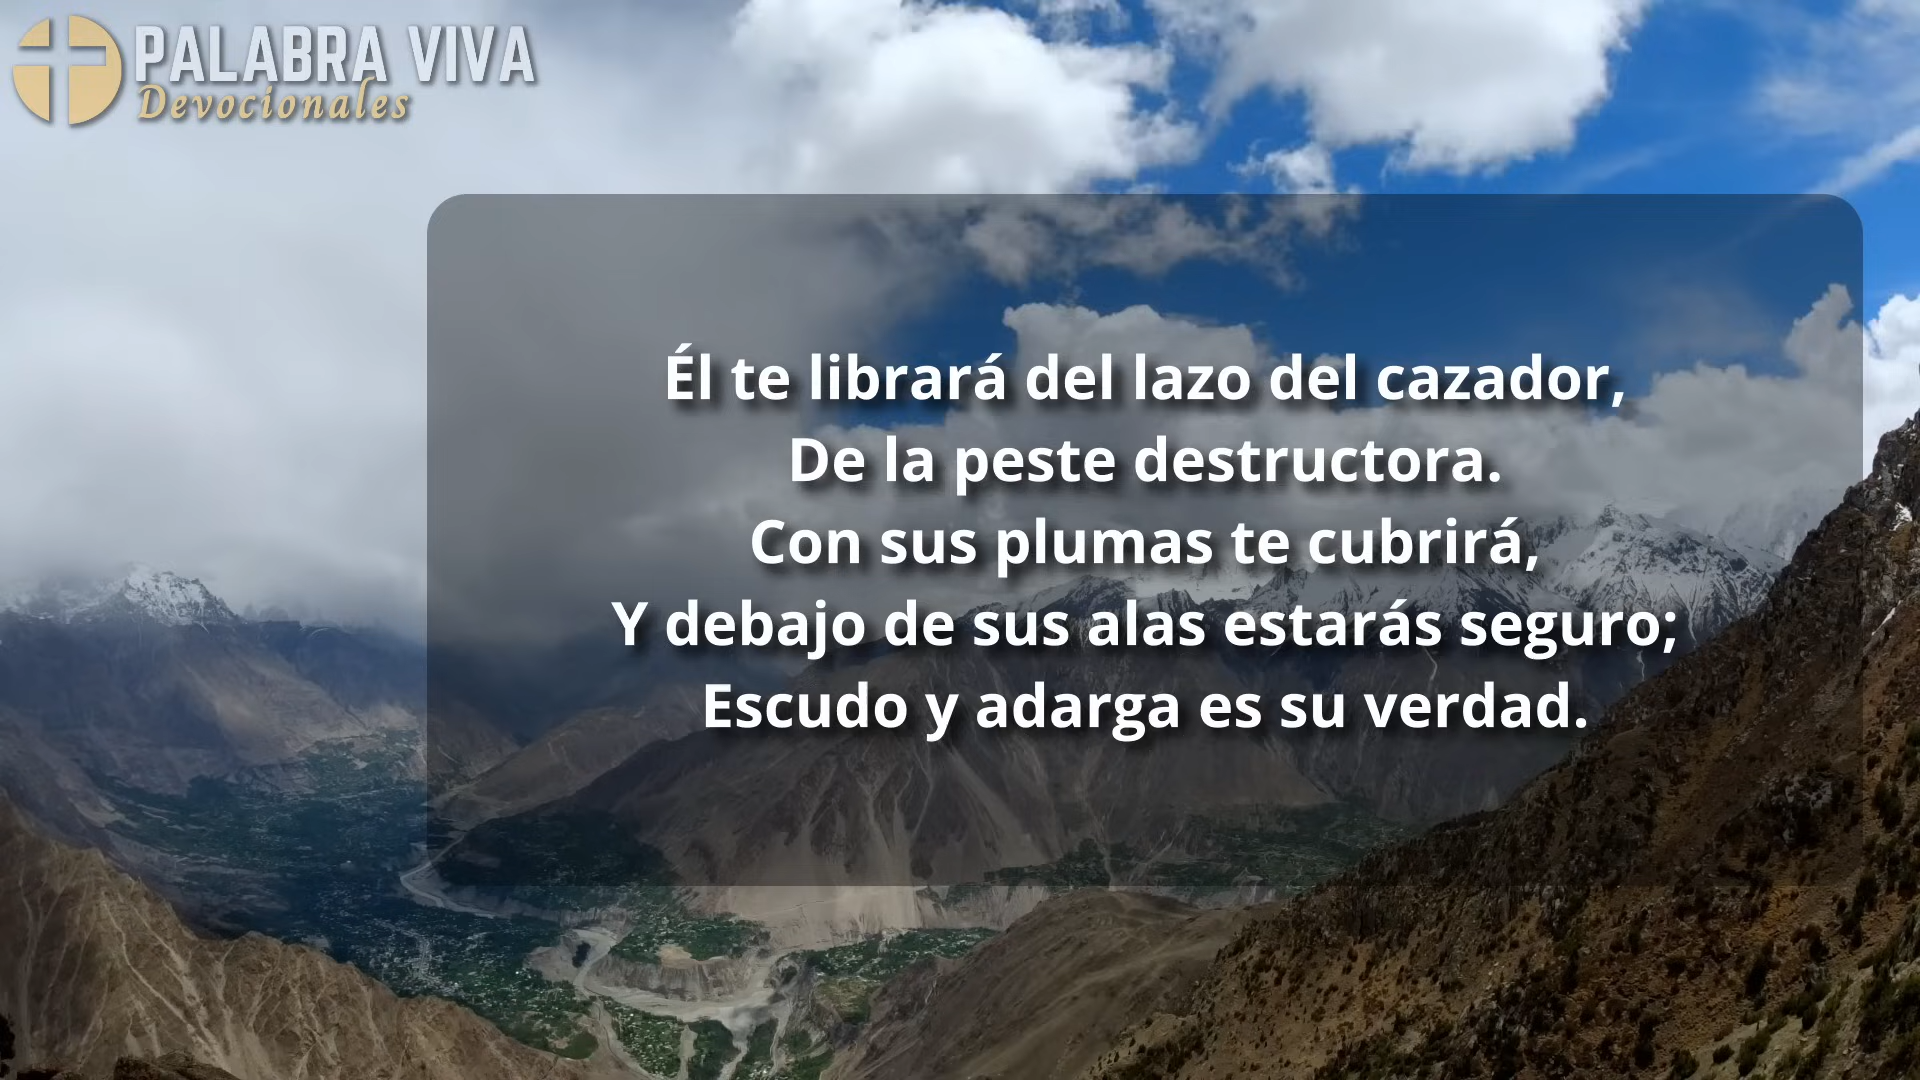 PALABRA VIVA
Devocionales
Él te librará del lazo del cazador,
De la peste destructora.
Con sus plumas te cubrirá,
Y debajo de sus alas estarás seguro;
Escudo y adarga es su verdad.